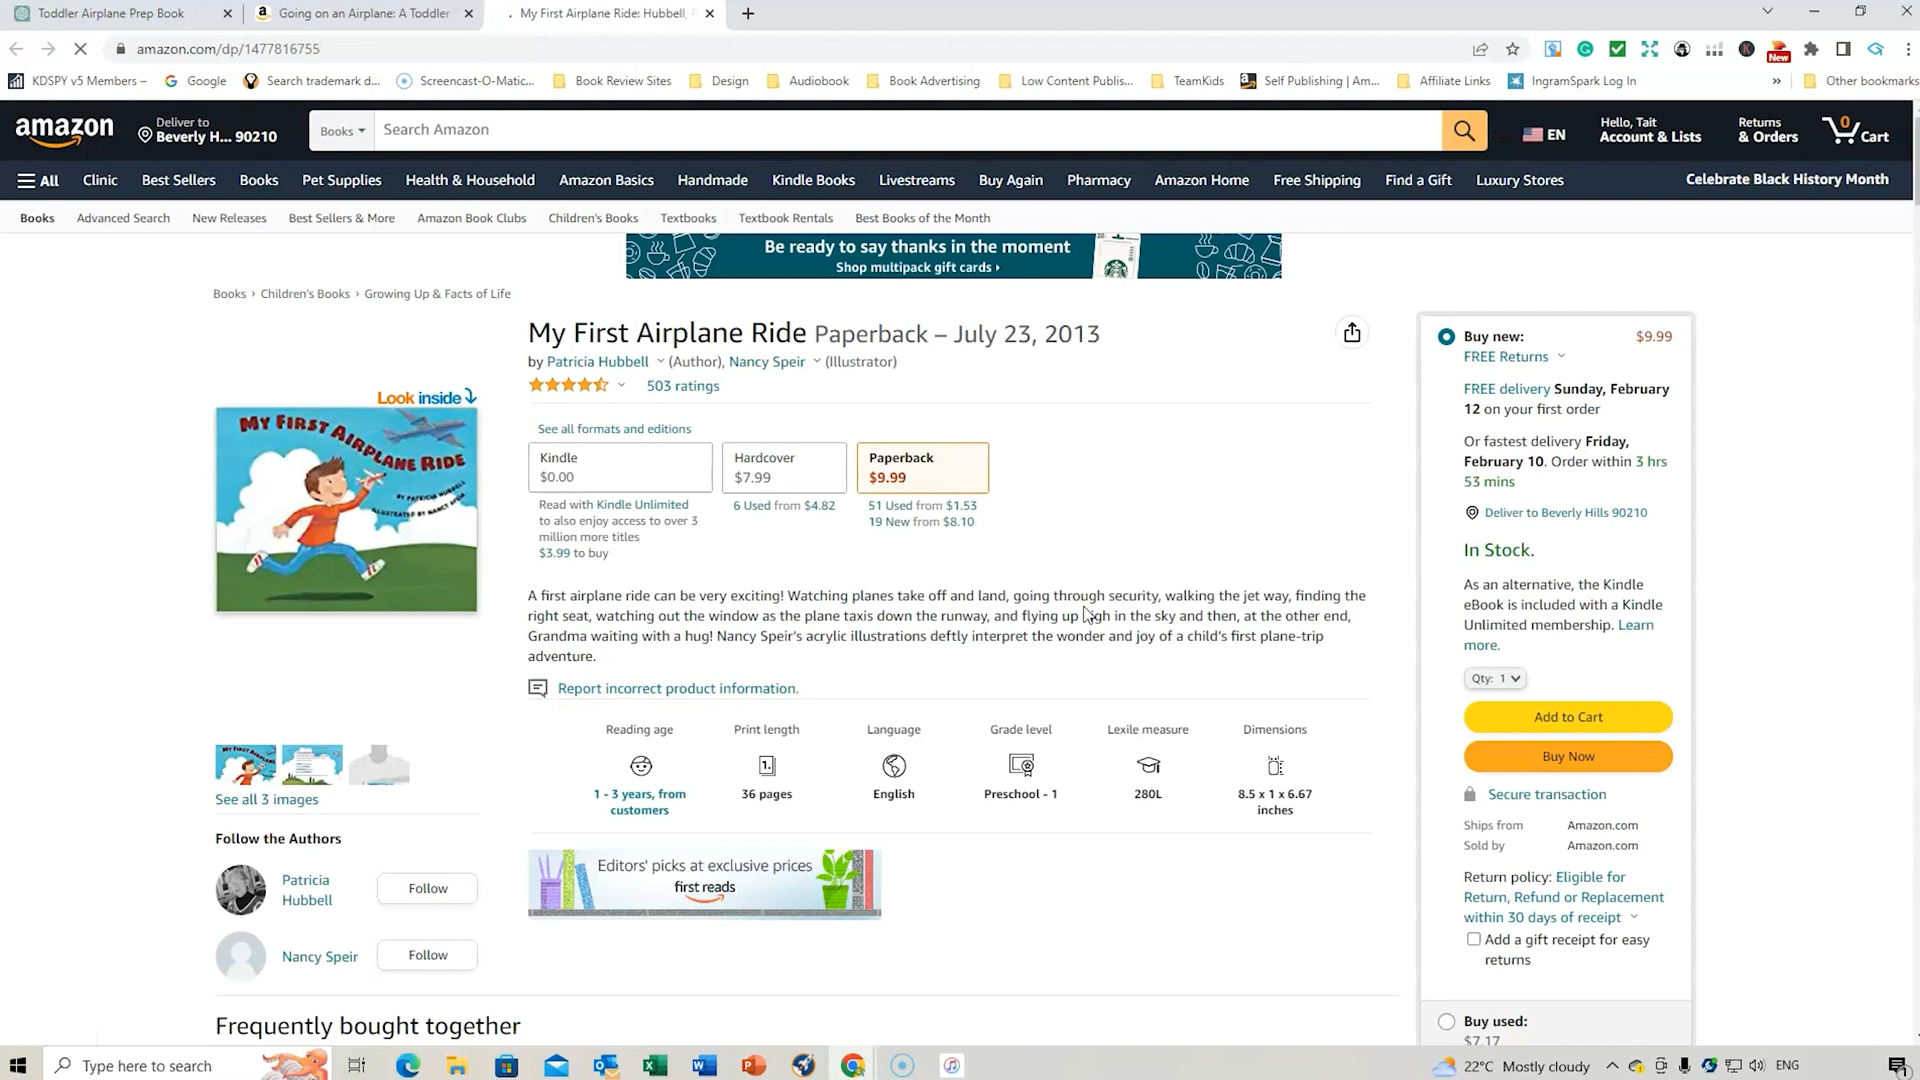 Toddler Airplane Prep Book
Going on an Airplane: A Toddler
My First Airplane Ride: Hubbell,
amazon.com/dp/1477816755
New
KDSPY v5 Members –
Google
Search trademark d...
Screencast-O-Matic...
Book Review Sites
Design
Audiobook
Book Advertising
Low Content Publis...
TeamKids
Self Publishing | Am...
Affiliate Links
IngramSpark Log In
»
Other bookmarks
amazon
Deliver to
Beverly H... 90210
Books
Search Amazon
EN
Hello, Tait
Account & Lists
Returns
& Orders
0
Cart
All
Clinic
Best Sellers
Books
Pet Supplies
Health & Household
Amazon Basics
Handmade
Kindle Books
Livestreams
Buy Again
Pharmacy
Amazon Home
Free Shipping
Find a Gift
Luxury Stores
Celebrate Black History Month
Books
Advanced Search
New Releases
Best Sellers & More
Amazon Book Clubs
Children's Books
Textbooks
Textbook Rentals
Best Books of the Month
Be ready to say thanks in the moment
Shop multipack gift cards ›
Books › Children's Books › Growing Up & Facts of Life
Look inside
MY FIRST AIRPLANE RIDE
BY PATRICIA HUBBELL
ILLUSTRATED BY NANCY SPEIR
See all 3 images
Follow the Authors
Patricia
Hubbell
Follow
Nancy Speir
Follow
My First Airplane Ride Paperback – July 23, 2013
by Patricia Hubbell (Author), Nancy Speir (Illustrator)
503 ratings
See all formats and editions
Kindle
$0.00
Read with Kindle Unlimited
to also enjoy access to over 3
million more titles
$3.99 to buy
Hardcover
$7.99
6 Used from $4.82
Paperback
$9.99
51 Used from $1.53
19 New from $8.10
A first airplane ride can be very exciting! Watching planes take off and land, going through security, walking the jet way, finding the
right seat, watching out the window as the plane taxis down the runway, and flying up high in the sky and then, at the other end,
Grandma waiting with a hug! Nancy Speir's acrylic illustrations deftly interpret the wonder and joy of a child's first plane-trip
adventure.
Report incorrect product information.
Reading age
1 - 3 years, from
customers
Print length
36 pages
Language
English
Grade level
Preschool - 1
Lexile measure
280L
Dimensions
8.5 x 1 x 6.67
inches
Editors' picks at exclusive prices
first reads
Frequently bought together
Buy new:
$9.99
FREE Returns
FREE delivery Sunday, February
12 on your first order
Or fastest delivery Friday,
February 10. Order within 3 hrs
53 mins
Deliver to Beverly Hills 90210
In Stock.
As an alternative, the Kindle
eBook is included with a Kindle
Unlimited membership. Learn
more.
Qty: 1
Add to Cart
Buy Now
Secure transaction
Ships from Amazon.com
Sold by Amazon.com
Return policy: Eligible for
Return, Refund or Replacement
within 30 days of receipt
Add a gift receipt for easy
returns
Buy used:
$7.17
Type here to search
22°C Mostly cloudy
ENG